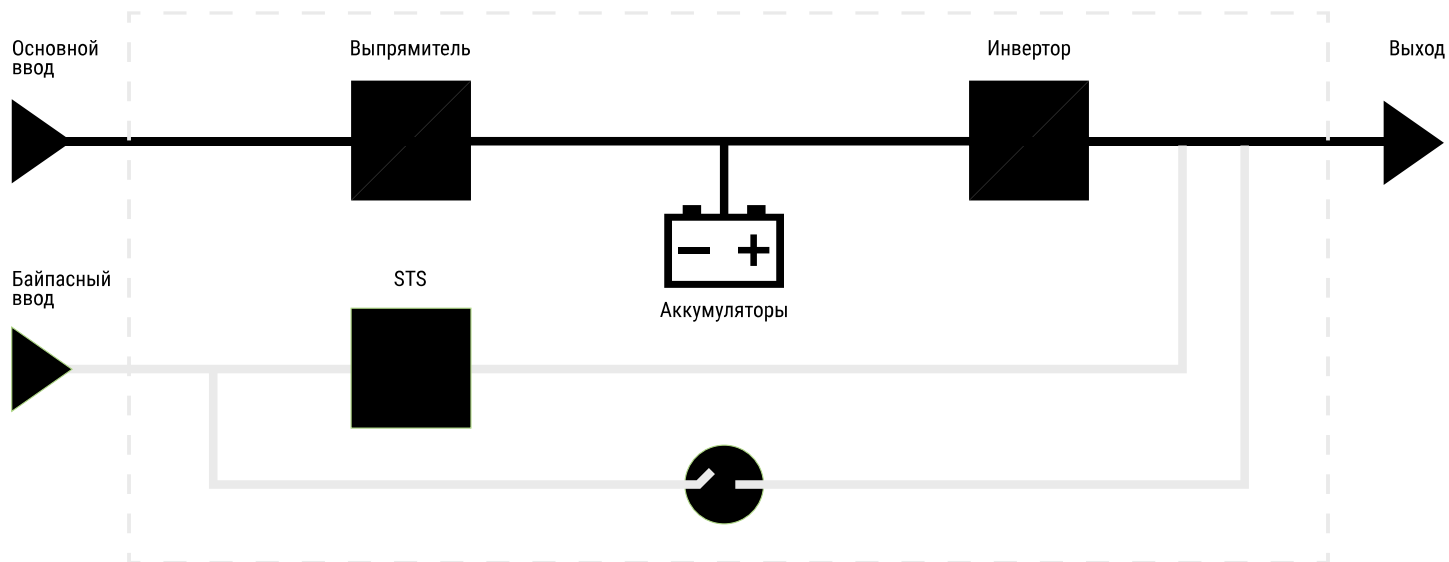 Основной
ввод
Выпрямитель
Инвертор
Выход
Байпасный
ввод
STS
Аккумуляторы